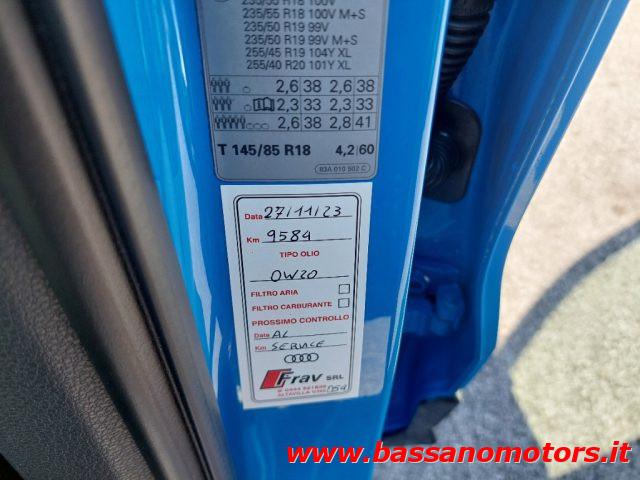 235/55 R18 100V
235/55 R18 100V M+S
235/50 R19 99V
235/50 R19 99V M+S
255/45 R19 104Y XL
255/40 R20 101Y XL
2,6 38 2,6 38
2,3 33 2,3 33
2,6 38 2,8 41
T 145/85 R18 4,2 60
83A 010 502 C
Data 27/11/23
Km 9584
TIPO OLIO
0W20
FILTRO ARIA
FILTRO CARBURANTE
PROSSIMO CONTROLLO
Data AL
Km SERVICE
Frav SRL
ALTAVILLA
www.bassanomotors.it